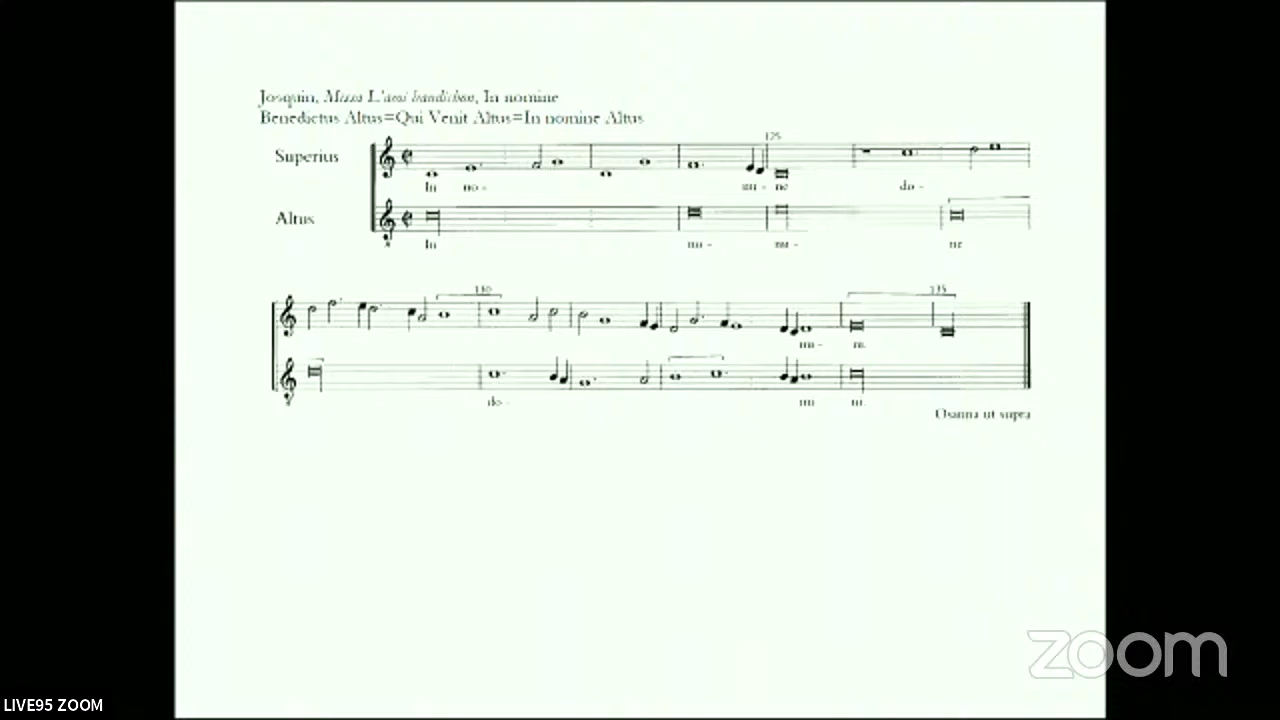 Josquin, Missa L'ami baudichon, In nomine
Benedictus Altus=Qui Venit Altus=In nomine Altus
125
Superius
In no - mi - ne do -
Altus
In no - mi - ne
130 135
mi - ni.
do - mi ni.
Osanna ut supra
zoom
LIVE95 ZOOM